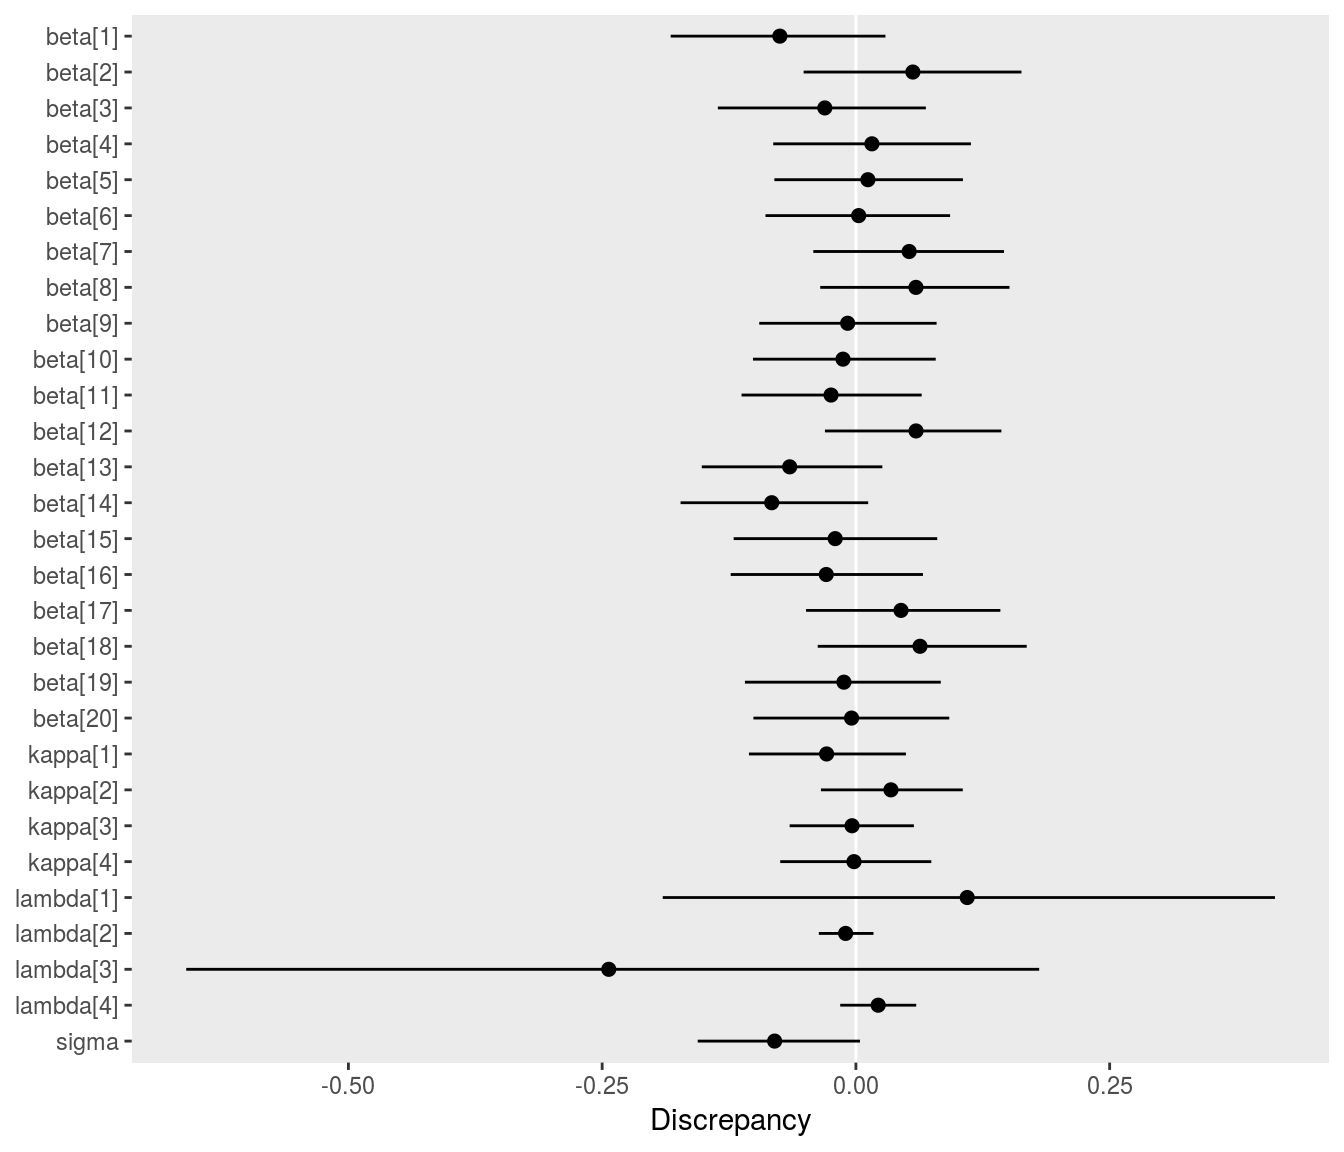 beta[1]
beta[2]
beta[3]
beta[4]
beta[5]
beta[6]
beta[7]
beta[8]
beta[9]
beta[10]
beta[11]
beta[12]
beta[13]
beta[14]
beta[15]
beta[16]
beta[17]
beta[18]
beta[19]
beta[20]
kappa[1]
kappa[2]
kappa[3]
kappa[4]
lambda[1]
lambda[2]
lambda[3]
lambda[4]
sigma
-0.50 -0.25 0.00 0.25
Discrepancy